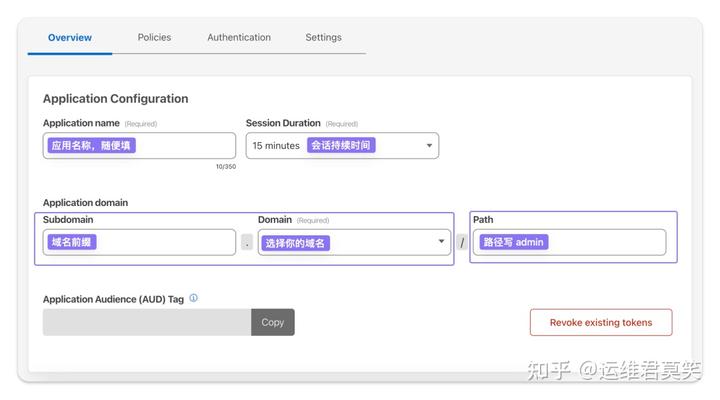 Overview Policies Authentication Settings
Application Configuration
Application name (Required) Session Duration (Required)
应用名称，随便填 15 minutes 会话持续时间
10/350
Application domain
Subdomain Domain (Required) Path
域名前缀 . 选择你的域名 / 路径写 admin
Application Audience (AUD) Tag
Copy Revoke existing tokens
知乎 @运维君莫笑